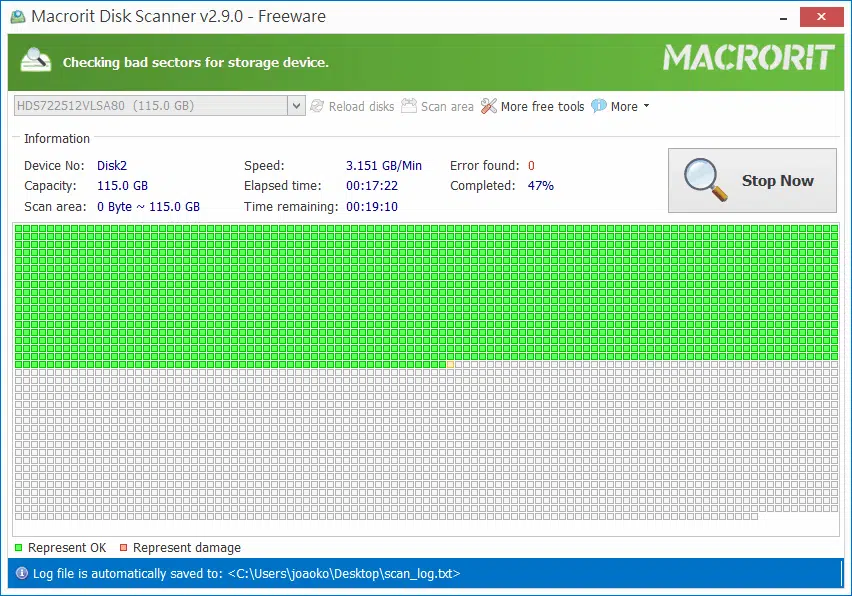 Macrorit Disk Scanner v2.9.0 - Freeware
Checking bad sectors for storage device.
MACRORIT
HDS722512VLSA80 (115.0 GB)
Reload disks
Scan area
More free tools
More
Information
Device No: Disk2
Speed: 3.151 GB/Min
Error found: 0
Capacity: 115.0 GB
Elapsed time: 00:17:22
Completed: 47%
Scan area: 0 Byte ~ 115.0 GB
Time remaining: 00:19:10
Stop Now
Represent OK
Represent damage
Log file is automatically saved to: <C:\Users\joaoko\Desktop\scan_log.txt>